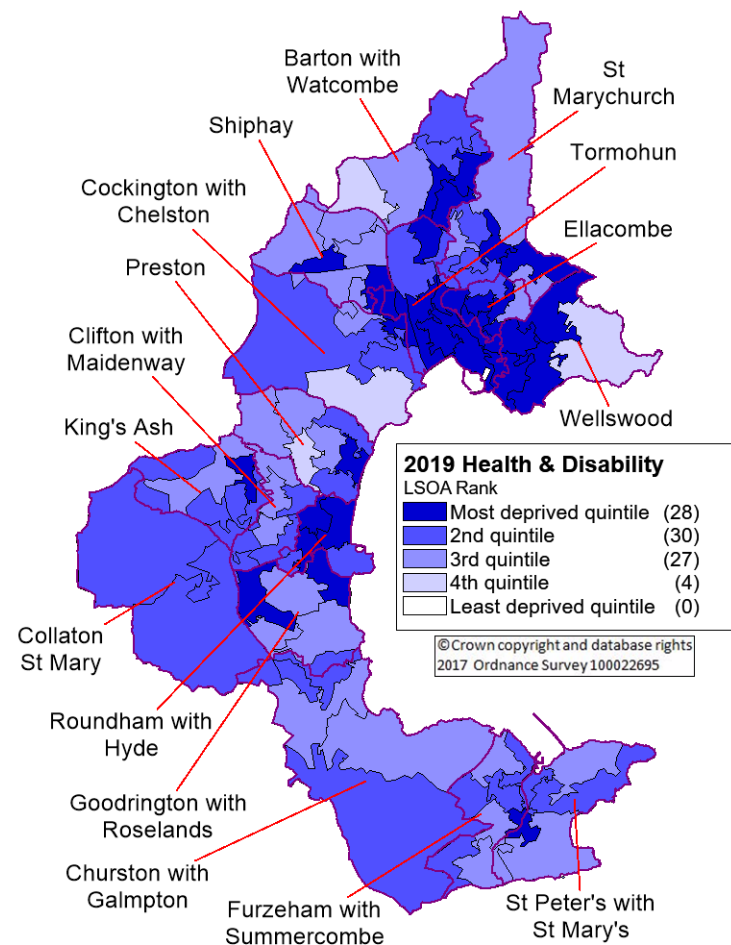 Barton with
Watcombe
St
Marychurch
Shiphay
Tormohun
Cockington with
Chelston
Ellacombe
Preston
Clifton with
Maidenway
Wellswood
King's Ash
2019 Health & Disability
LSOA Rank
Most deprived quintile (28)
2nd quintile (30)
3rd quintile (27)
4th quintile (4)
Least deprived quintile (0)
©Crown copyright and database rights
2017 Ordnance Survey 100022695
Collaton
St Mary
Roundham with
Hyde
Goodrington with
Roselands
Churston with
Galmpton
Furzeham with
Summercombe
St Peter's with
St Mary's